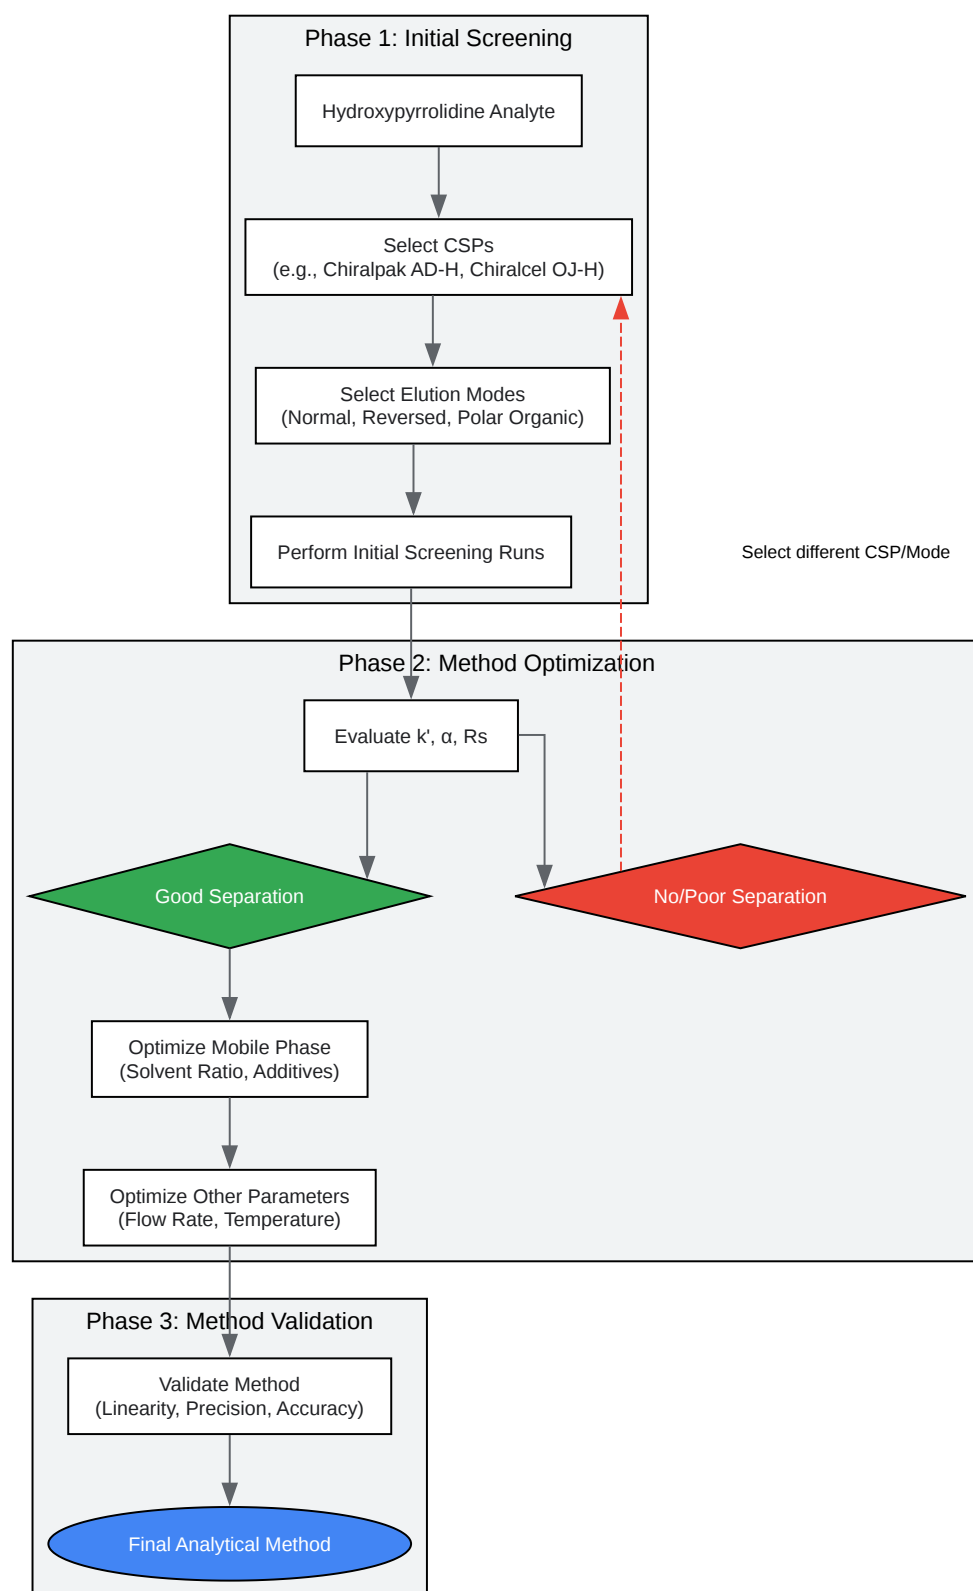 Phase 1: Initial Screening
Hydroxypyrrolidine Analyte
Select CSPs
(e.g., Chiralpak AD-H, Chiralcel OJ-H)
Select Elution Modes
(Normal, Reversed, Polar Organic)
Perform Initial Screening Runs
Select different CSP/Mode
Phase 2: Method Optimization
Evaluate k', α, Rs
Good Separation
No/Poor Separation
Optimize Mobile Phase
(Solvent Ratio, Additives)
Optimize Other Parameters
(Flow Rate, Temperature)
Phase 3: Method Validation
Validate Method
(Linearity, Precision, Accuracy)
Final Analytical Method